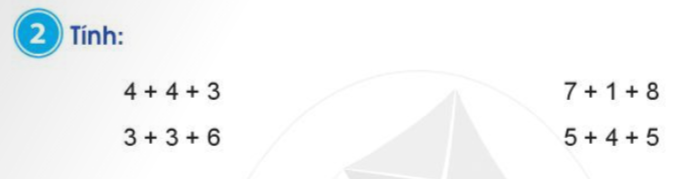 2 Tính:
4 + 4 + 3 7 + 1 + 8
3 + 3 + 6 5 + 4 + 5